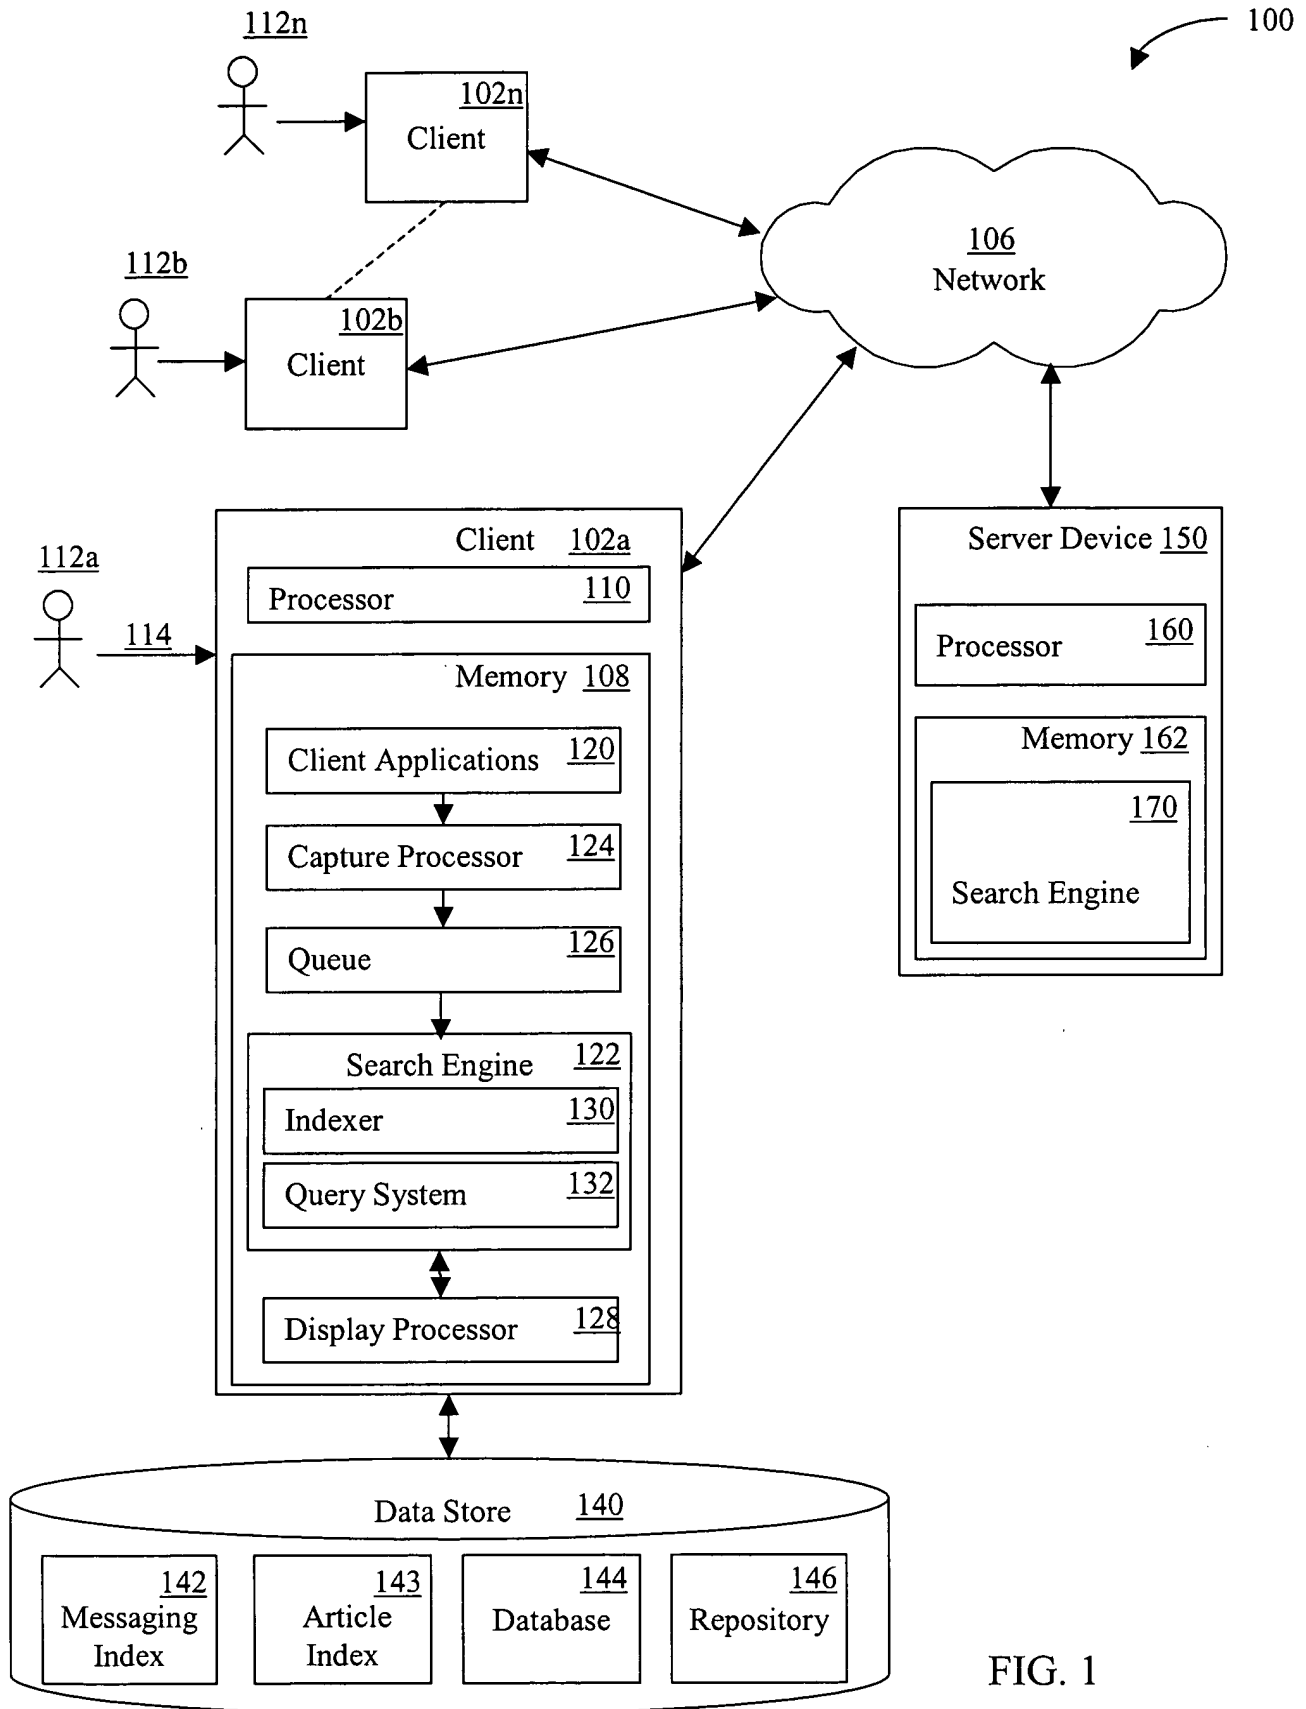 100
112n
102n
Client
112b
102b
Client
106
Network
Client 102a
112a
Processor 110
114
Memory 108
Client Applications 120
Capture Processor 124
Queue 126
Search Engine 122
Indexer 130
Query System 132
Display Processor 128
Server Device 150
Processor 160
Memory 162
170
Search Engine
Data Store 140
142
Messaging
Index
143
Article
Index
144
Database
146
Repository
FIG. 1